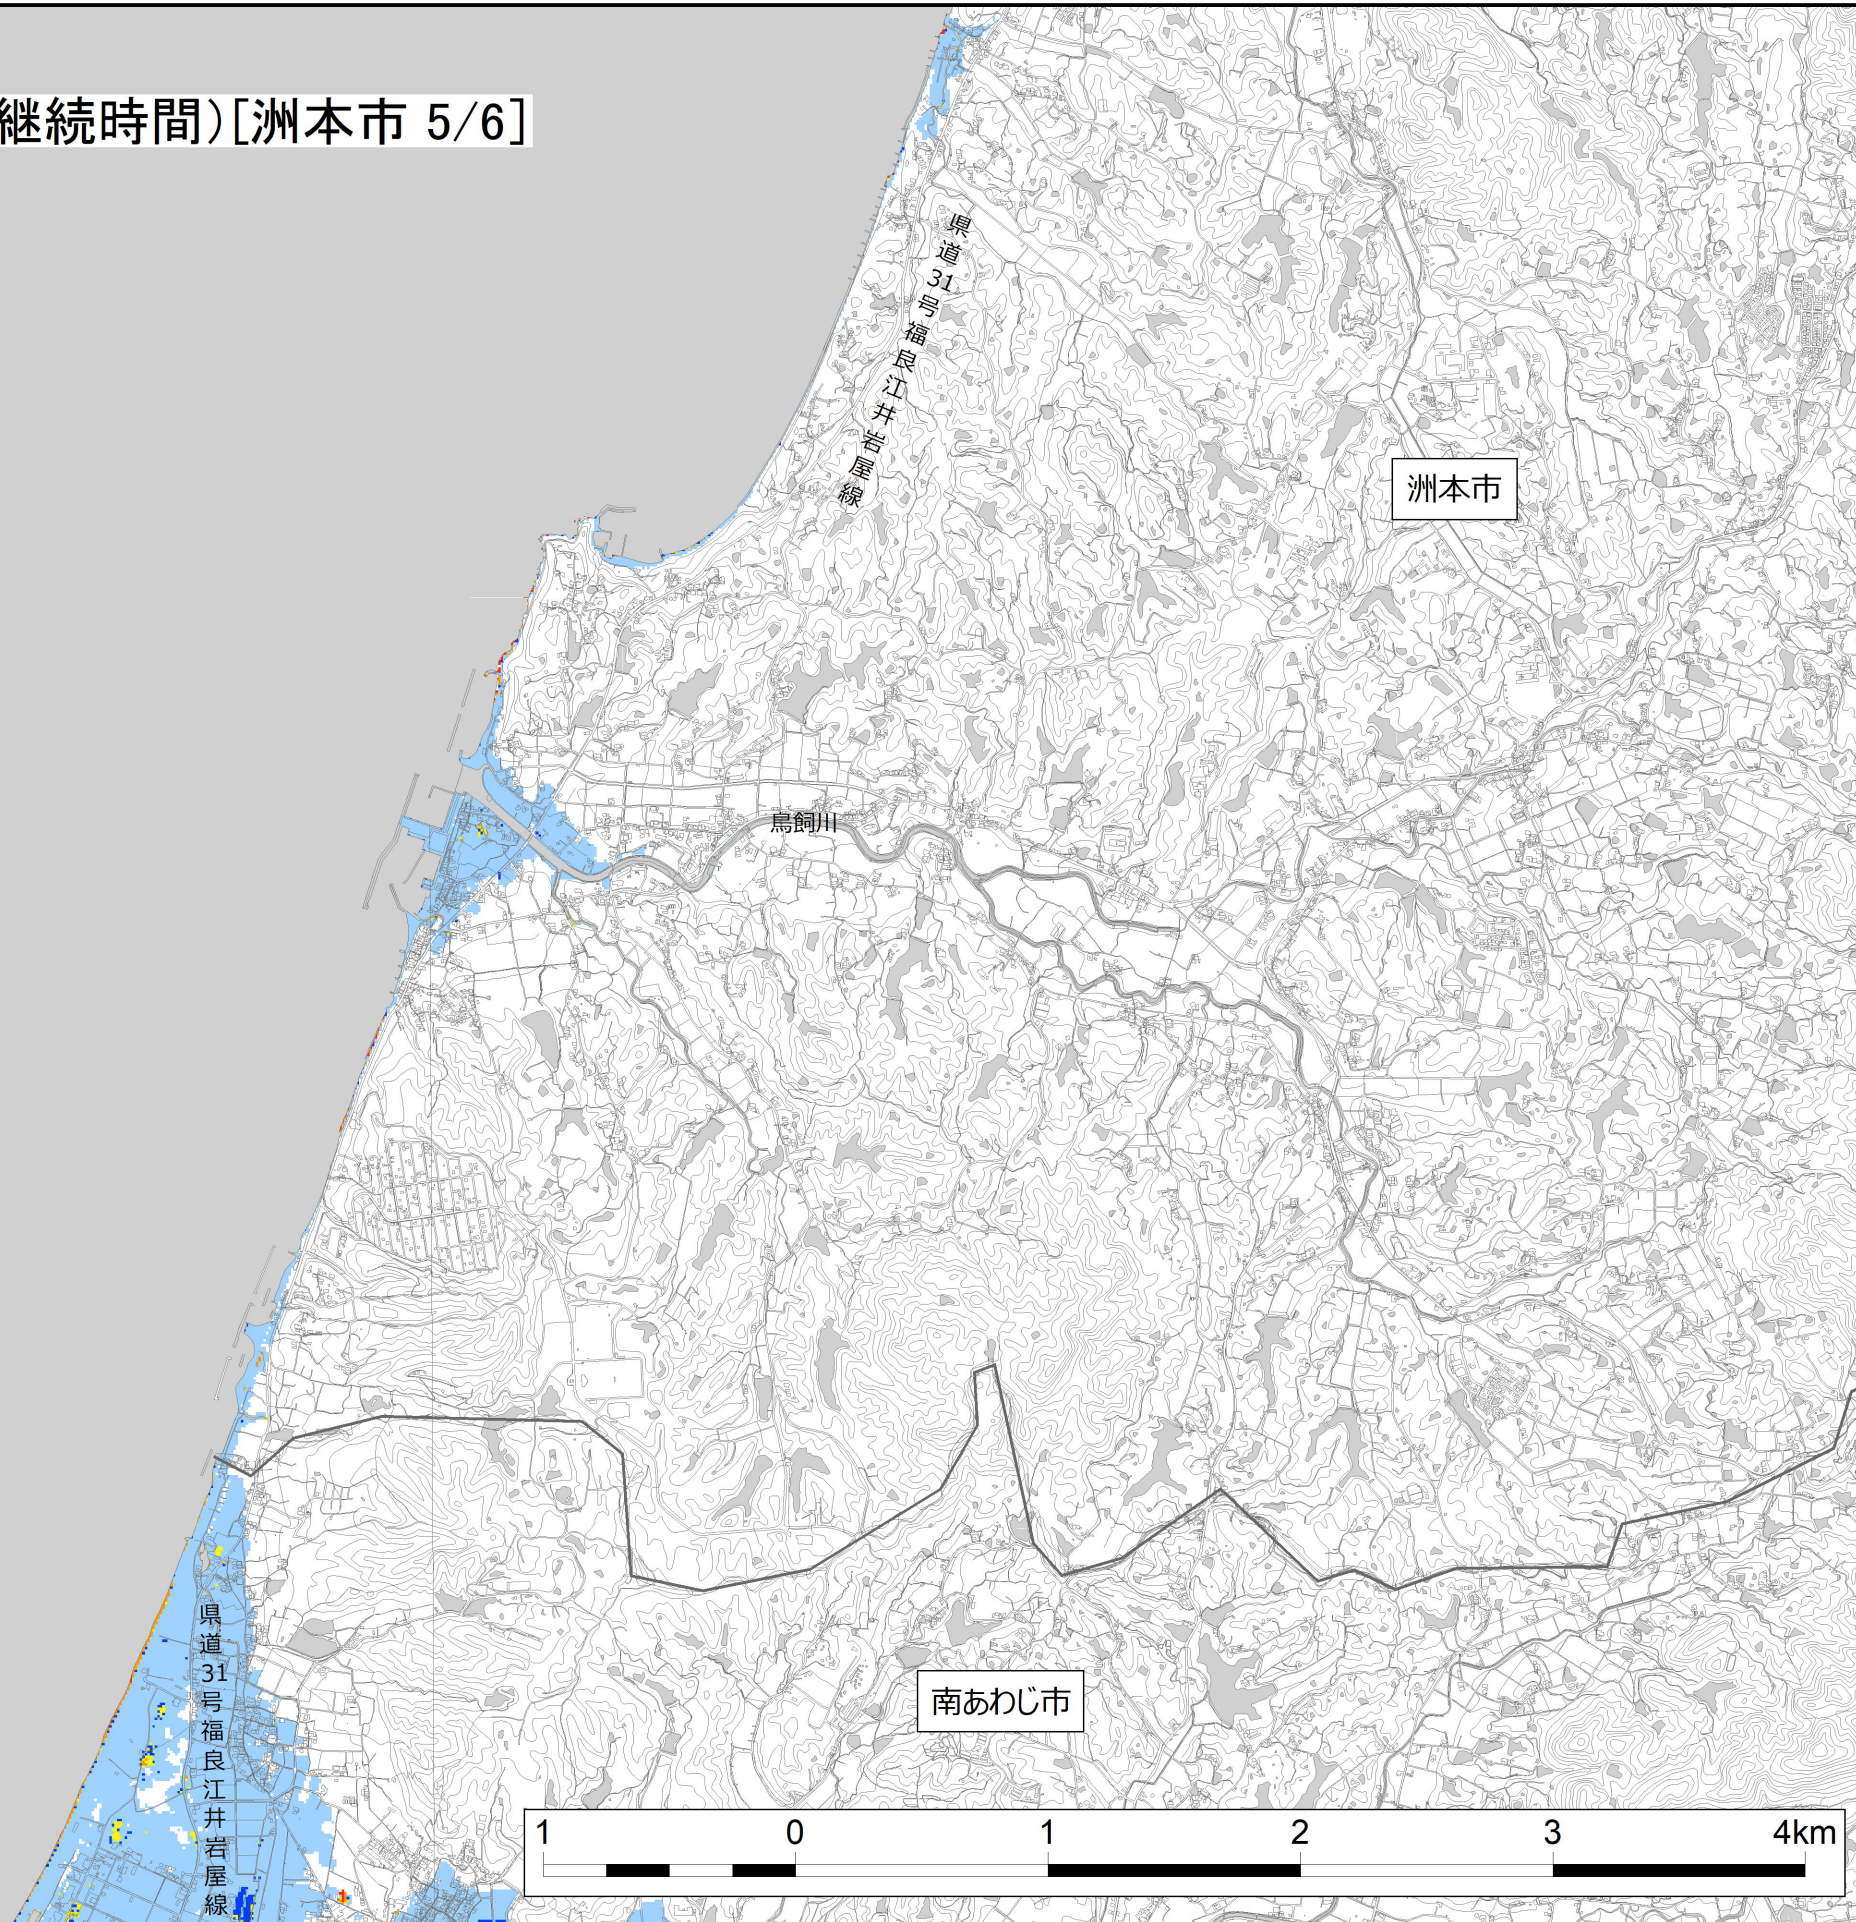 継続時間)[洲本市 5/6]
県道31号福良江井岩屋線
洲本市
鳥飼川
県道31号福良江井岩屋線
南あわじ市
1 0 1 2 3 4km